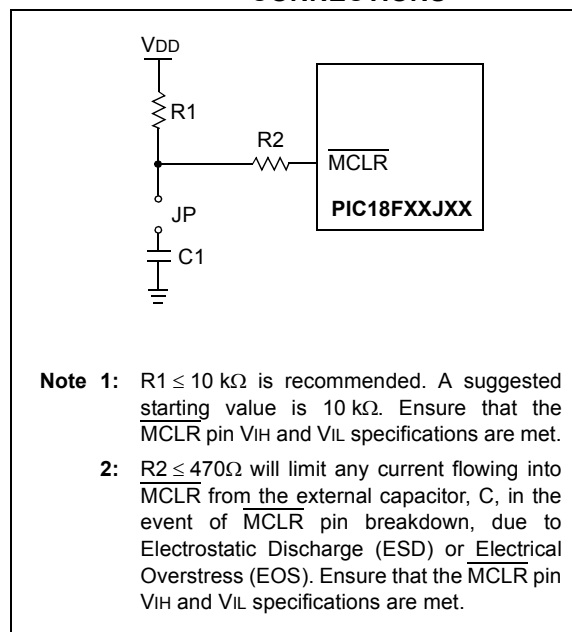 VDD
R1
R2
MCLR
PIC18FXXJXX
JP
C1
Note 1: R1 ≤ 10 kΩ is recommended. A suggested
starting value is 10 kΩ. Ensure that the
MCLR pin VIH and VIL specifications are met.
2: R2 ≤ 470Ω will limit any current flowing into
MCLR from the external capacitor, C, in the
event of MCLR pin breakdown, due to
Electrostatic Discharge (ESD) or Electrical
Overstress (EOS). Ensure that the MCLR pin
VIH and VIL specifications are met.